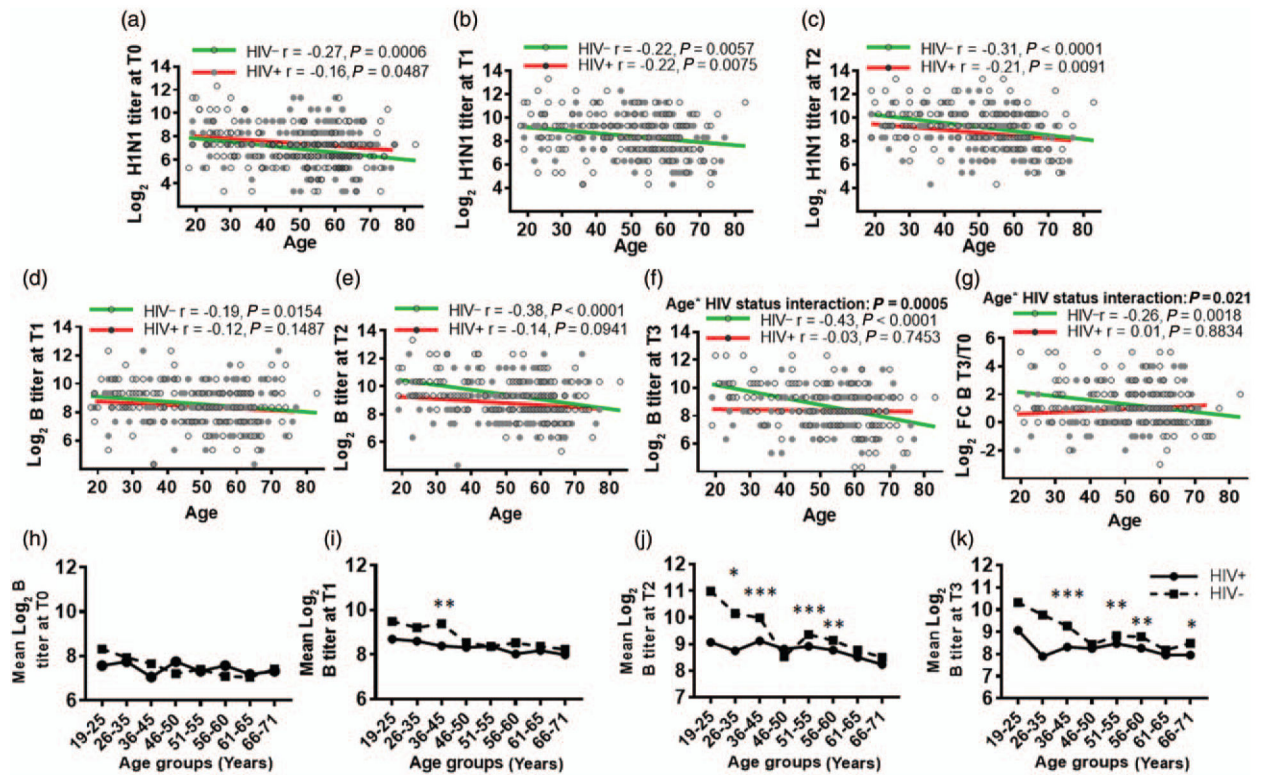 (a)
HIV− r = -0.27, P = 0.0006
HIV+ r = -0.16, P = 0.0487
Log2 H1N1 titer at T0
14
12
10
8
6
4
20 30 40 50 60 70 80
Age
(b)
HIV− r = -0.22, P = 0.0057
HIV+ r = -0.22, P = 0.0075
Log2 H1N1 titer at T1
14
12
10
8
6
4
20 30 40 50 60 70 80
Age
(c)
HIV− r = -0.31, P < 0.0001
HIV+ r = -0.21, P = 0.0091
Log2 H1N1 titer at T2
14
12
10
8
6
4
20 30 40 50 60 70 80
Age
(d)
HIV− r = -0.19, P = 0.0154
HIV+ r = -0.12, P = 0.1487
Log2 B titer at T1
14
12
10
8
6
20 30 40 50 60 70 80
Age
(e)
HIV− r = -0.38, P < 0.0001
HIV+ r = -0.14, P = 0.0941
Log2 B titer at T2
14
12
10
8
6
20 30 40 50 60 70 80
Age
(f)
Age* HIV status interaction: P = 0.0005
HIV− r = -0.43, P < 0.0001
HIV+ r = -0.03, P = 0.7453
Log2 B titer at T3
14
12
10
8
6
20 30 40 50 60 70 80
Age
(g)
Age* HIV status interaction: P = 0.021
HIV− r = -0.26, P = 0.0018
HIV+ r = 0.01, P = 0.8834
Log2 FC B T3/T0
6
4
2
0
-2
20 30 40 50 60 70 80
Age
(h)
Mean Log2 B
titer at T0
12
10
8
6
19-25 26-35 36-45 46-50 51-55 56-60 61-65 66-71
Age groups (Years)
(i)
Mean Log2
B titer at T1
12
10
8
6
**
19-25 26-35 36-45 46-50 51-55 56-60 61-65 66-71
Age groups (Years)
(j)
Mean Log2
B titer at T2
12
11
10
9
8
7
* *** *** **
19-25 26-35 36-45 46-50 51-55 56-60 61-65 66-71
Age groups (Years)
(k)
Mean Log2
B titer at T3
12
11
10
9
8
7
6
*** ** ** *
HIV+
HIV-
19-25 26-35 36-45 46-50 51-55 56-60 61-65 66-71
Age groups (Years)